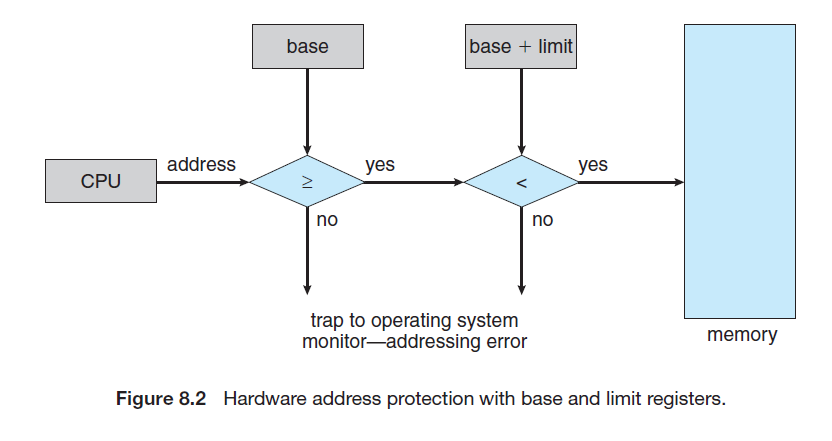 base
base + limit
address
yes
yes
CPU
≥
<
no
no
trap to operating system
monitor—addressing error
memory
Figure 8.2 Hardware address protection with base and limit registers.